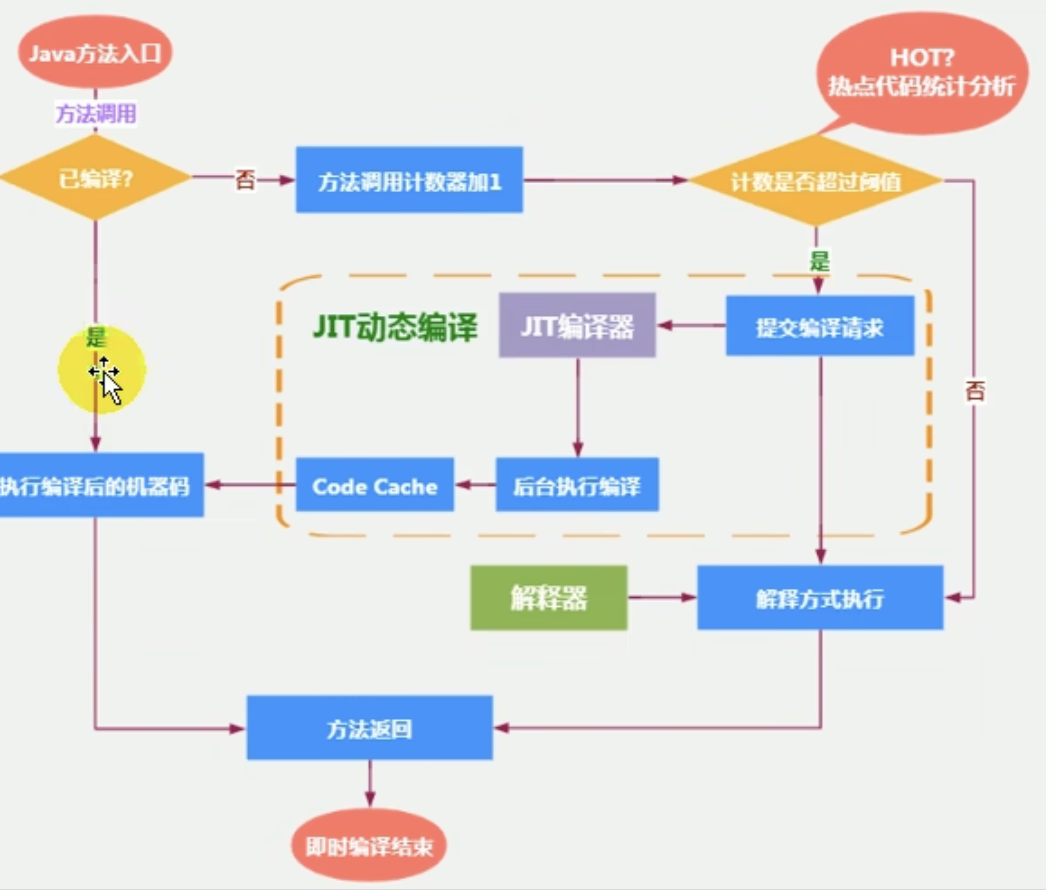 Java方法入口
HOT?
热点代码统计分析
方法调用
已编译?
否
方法调用计数器加1
计数是否超过阈值
是
JIT动态编译
JIT编译器
提交编译请求
是
否
执行编译后的机器码
Code Cache
后台执行编译
解释器
解释方式执行
方法返回
即时编译结束